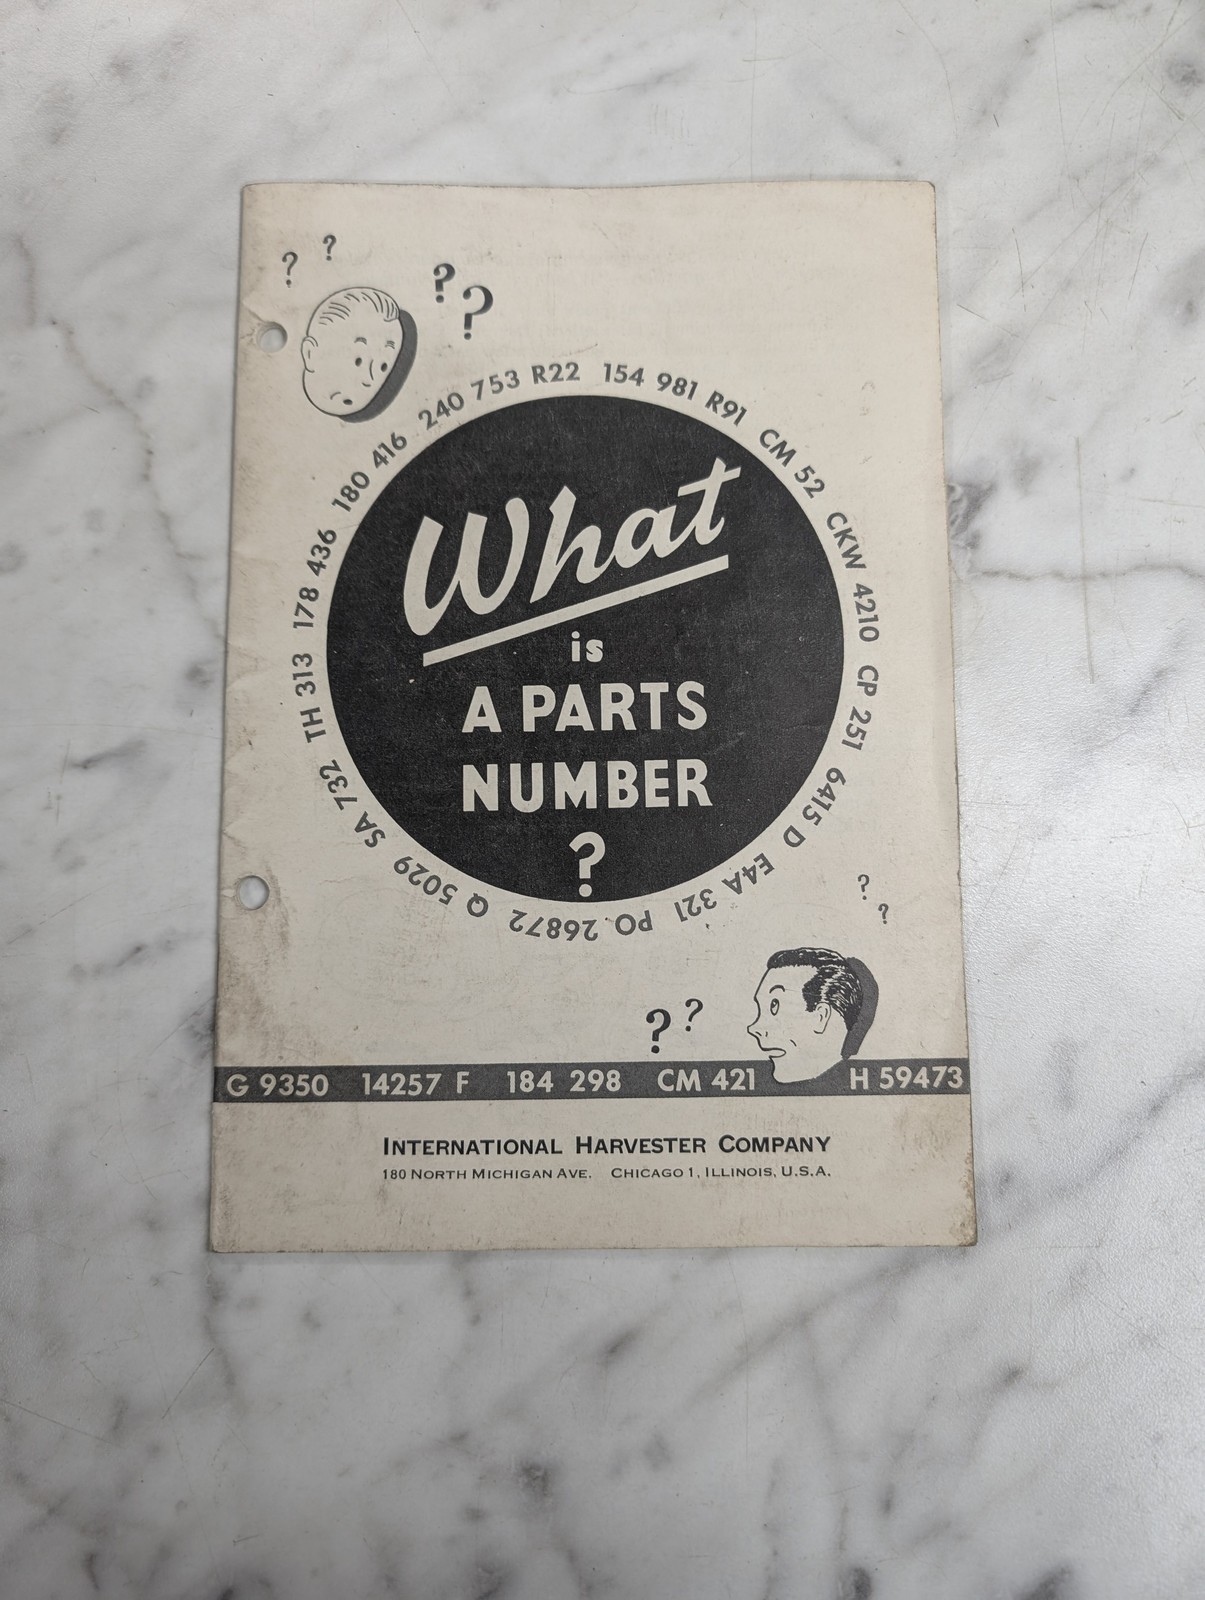 ? ? ? ?
240 753 R22 154 981 R91 CM 52 CKW 4210 CP 251 6415 D E4A 321 PO 26872 Q 5029 SA 732 TH 313 178 436 180 416
What
is
A PARTS
NUMBER
?
? ?
? ?
G 9350 14257 F 184 298 CM 421 H 59473
INTERNATIONAL HARVESTER COMPANY
180 NORTH MICHIGAN AVE. CHICAGO 1, ILLINOIS, U.S.A.